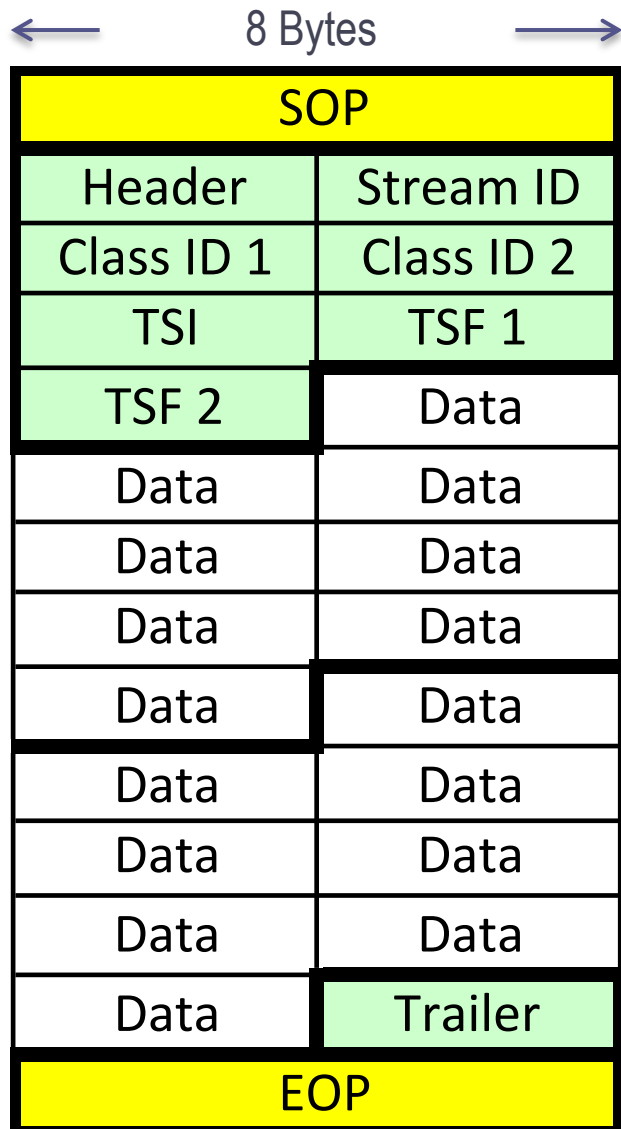 8 Bytes
SOP
Header Stream ID
Class ID 1 Class ID 2
TSI TSF 1
TSF 2 Data
Data Data
Data Data
Data Data
Data Data
Data Data
Data Data
Data Data
Data Trailer
EOP